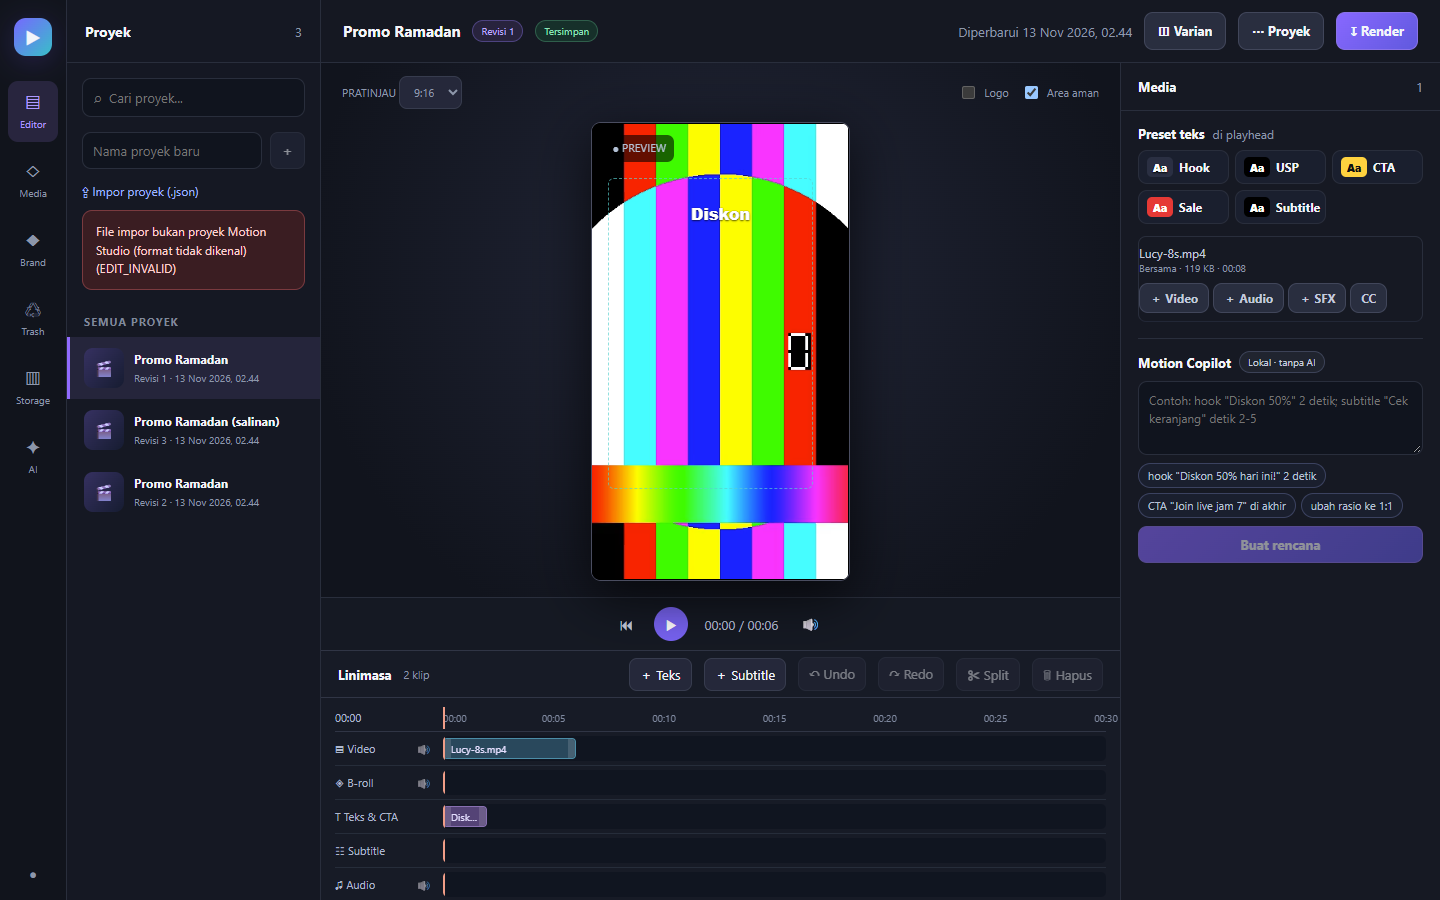 Editor
Media
Brand
Trash
Storage
AI
Proyek 3
Cari proyek...
Nama proyek baru +
Impor proyek (.json)
File impor bukan proyek Motion
Studio (format tidak dikenal)
(EDIT_INVALID)
SEMUA PROYEK
Promo Ramadan
Revisi 1 · 13 Nov 2026, 02.44
Promo Ramadan (salinan)
Revisi 3 · 13 Nov 2026, 02.44
Promo Ramadan
Revisi 2 · 13 Nov 2026, 02.44
Promo Ramadan Revisi 1 Tersimpan
Diperbarui 13 Nov 2026, 02.44 Varian Proyek Render
PRATINJAU 9:16 Logo Area aman
PREVIEW
Diskon
00:00 / 00:06
Linimasa 2 klip + Teks + Subtitle Undo Redo Split Hapus
00:00 00:00 00:05 00:10 00:15 00:20 00:25 00:30
Video Lucy-8s.mp4
B-roll
T Teks & CTA Disk...
Subtitle
Audio
Media 1
Preset teks di playhead
Aa Hook Aa USP Aa CTA
Aa Sale Aa Subtitle
Lucy-8s.mp4
Bersama · 119 KB · 00:08
+ Video + Audio + SFX CC
Motion Copilot Lokal · tanpa AI
Contoh: hook "Diskon 50%" 2 detik; subtitle "Cek
keranjang" detik 2-5
hook "Diskon 50% hari ini!" 2 detik
CTA "Join live jam 7" di akhir ubah rasio ke 1:1
Buat rencana